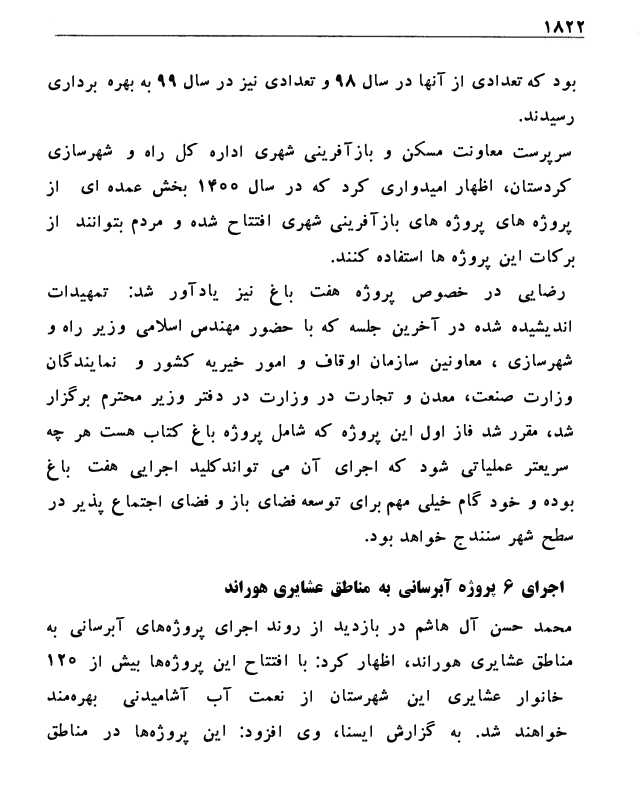 ۱۸۲۲
بود که تعدادی از آنها در سال ۹۸ و تعدادی نیز در سال ۹۹ به بهره برداری
رسیدند.
سرپرست معاونت مسکن و بازآفرینی شهری اداره کل راه و شهرسازی
کردستان، اظهار امیدواری کرد که در سال ۱۴۰۰ بخش عمده ای از
پروژه های پروژه های بازآفرینی شهری افتتاح شده و مردم بتوانند از
برکات این پروژه ها استفاده کنند.
رضایی در خصوص پروژه هفت باغ نیز یادآور شد: تمهیدات
اندیشیده شده در آخرین جلسه که با حضور مهندس اسلامی وزیر راه و
شهرسازی ، معاونین سازمان اوقاف و امور خیریه کشور و نمایندگان
وزارت صنعت، معدن و تجارت در وزارت در دفتر وزیر محترم برگزار
شد، مقرر شد فاز اول این پروژه که شامل پروژه باغ کتاب هست هر چه
سریعتر عملیاتی شود که اجرای آن می تواندکلید اجرایی هفت باغ
بوده و خود گام خیلی مهم برای توسعه فضای باز و فضای اجتماع پذیر در
سطح شهر سنندج خواهد بود.
اجرای ۶ پروژه آبرسانی به مناطق عشایری هوراند
محمد حسن آل هاشم در بازدید از روند اجرای پروژه‌های آبرسانی به
مناطق عشایری هوراند، اظهار کرد: با افتتاح این پروژه‌ها بیش از ۱۲۰
خانوار عشایری این شهرستان از نعمت آب آشامیدنی بهره‌مند
خواهند شد. به گزارش ایسنا، وی افزود: این پروژه‌ها در مناطق